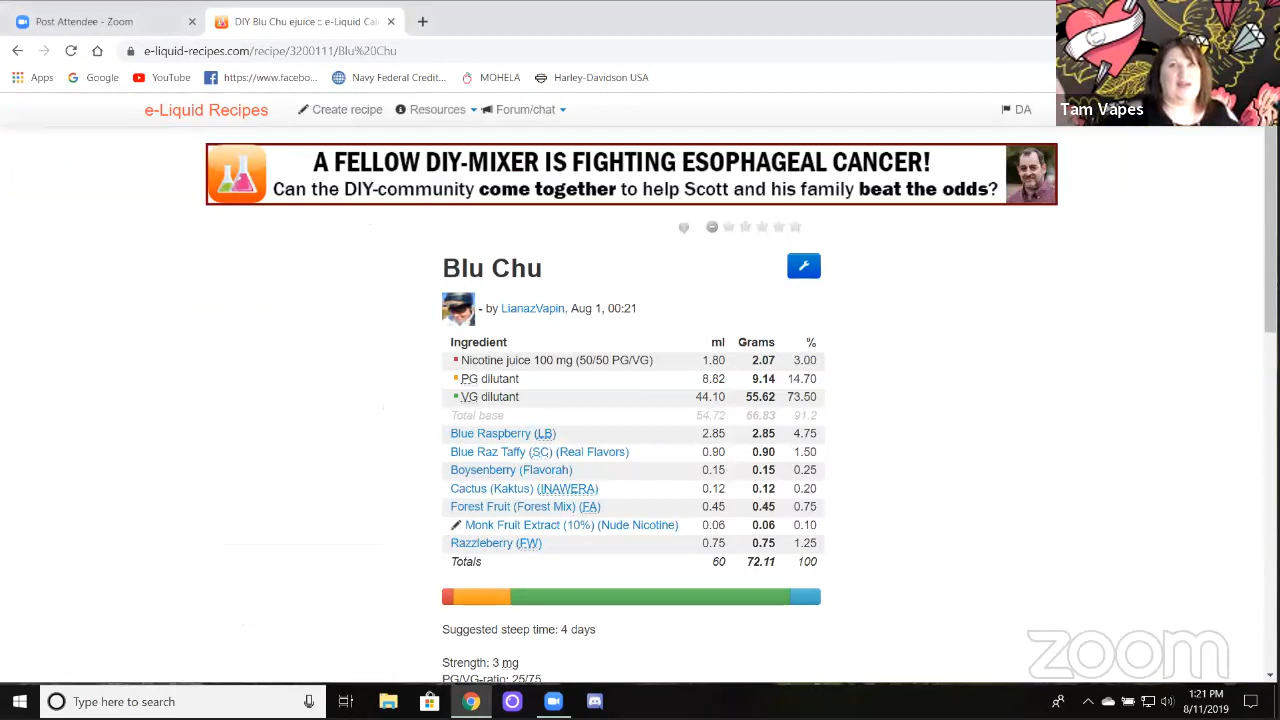 Post Attendee - Zoom
DIY Blu Chu ejuice :: e-Liquid Cal
e-liquid-recipes.com/recipe/3200111/Blu%20Chu
Apps Google YouTube https://www.facebo... Navy Federal Credit... MOHELA Harley-Davidson USA
Tam Vapes
e-Liquid Recipes Create recipe Resources Forum/chat DA
A FELLOW DIY-MIXER IS FIGHTING ESOPHAGEAL CANCER!
Can the DIY-community come together to help Scott and his family beat the odds?
Blu Chu
- by LianazVapin, Aug 1, 00:21
Ingredient ml Grams %
Nicotine juice 100 mg (50/50 PG/VG) 1.80 2.07 3.00
PG dilutant 8.82 9.14 14.70
VG dilutant 44.10 55.62 73.50
Total base 54.72 66.83 91.2
Blue Raspberry (LB) 2.85 2.85 4.75
Blue Raz Taffy (SC) (Real Flavors) 0.90 0.90 1.50
Boysenberry (Flavorah) 0.15 0.15 0.25
Cactus (Kaktus) (INAWERA) 0.12 0.12 0.20
Forest Fruit (Forest Mix) (FA) 0.45 0.45 0.75
Monk Fruit Extract (10%) (Nude Nicotine) 0.06 0.06 0.10
Razzleberry (FW) 0.75 0.75 1.25
Totals 60 72.11 100
Suggested steep time: 4 days
Strength: 3 mg
PG/VG-ratio: 25/75
zoom
Type here to search
1:21 PM
8/11/2019